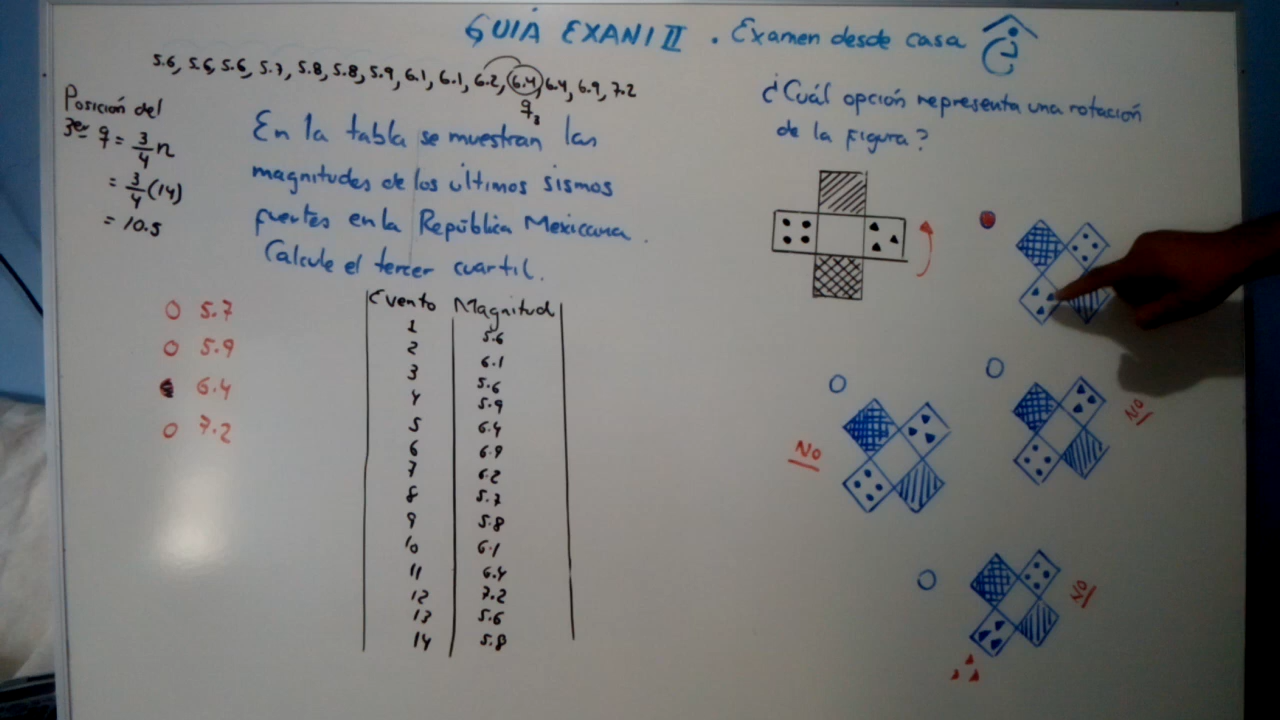 GUIA EXANI II . Examen desde casa
5.6, 5.6, 5.6, 5.7, 5.8, 5.8, 5.9, 6.1, 6.1, 6.2, 6.4, 6.4, 6.9, 7.2
q3
Posición del
3er q = 3/4 n
= 3/4 (14)
= 10.5
En la tabla se muestran las
magnitudes de los últimos sismos
fuertes en la República Mexicana.
Calcule el tercer cuartil.
5.7
5.9
6.4
7.2
Evento Magnitud
1 5.6
2 6.1
3 5.6
4 5.9
5 6.4
6 6.9
7 6.2
8 5.7
9 5.8
10 6.1
11 6.4
12 7.2
13 5.6
14 5.8
¿Cuál opción representa una rotación
de la figura?
No
No
No